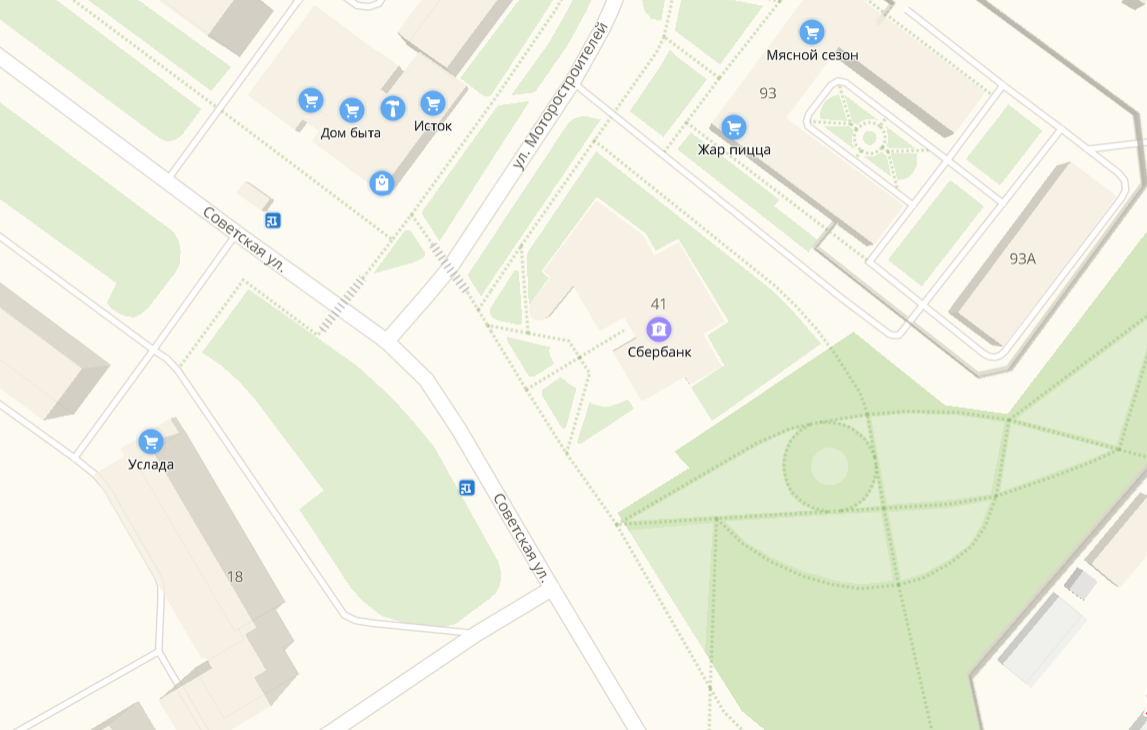 Мясной сезон
93
Дом быта
Исток
ул. Моторостроителей
Жар пицца
Советская ул.
93А
41
Сбербанк
Услада
Советская ул.
18